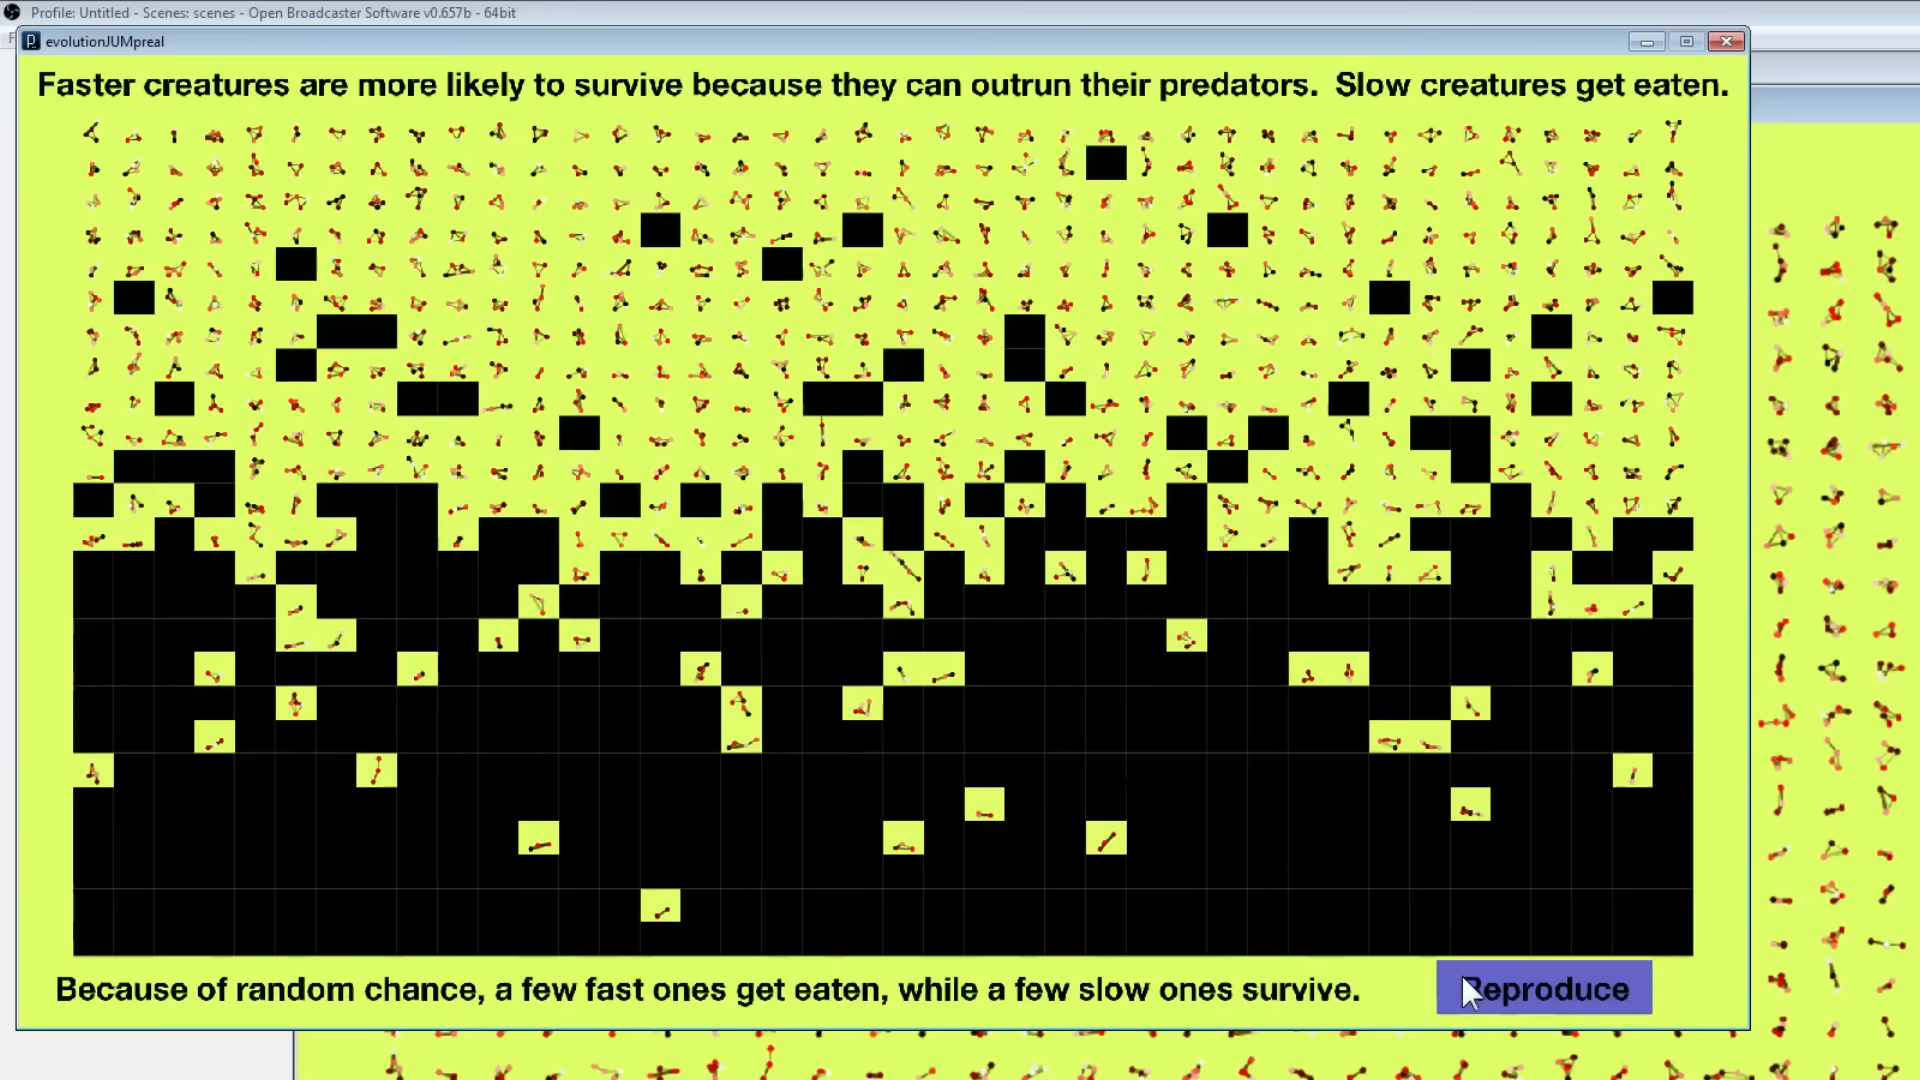 Profile: Untitled - Scenes: scenes - Open Broadcaster Software v0.657b - 64bit
evolutionJUMpreal
Faster creatures are more likely to survive because they can outrun their predators. Slow creatures get eaten.
Because of random chance, a few fast ones get eaten, while a few slow ones survive.
Reproduce